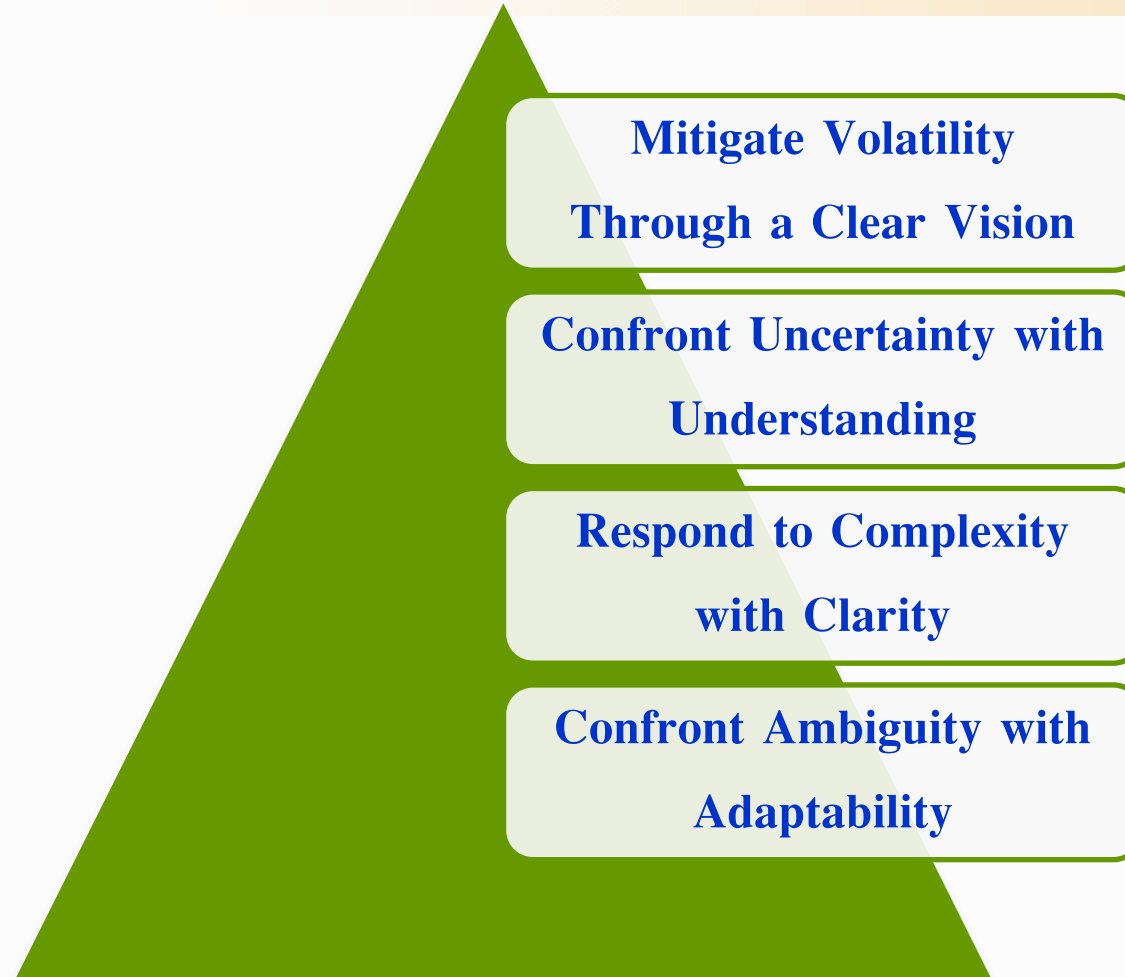 Mitigate Volatility
Through a Clear Vision
Confront Uncertainty with
Understanding
Respond to Complexity
with Clarity
Confront Ambiguity with
Adaptability